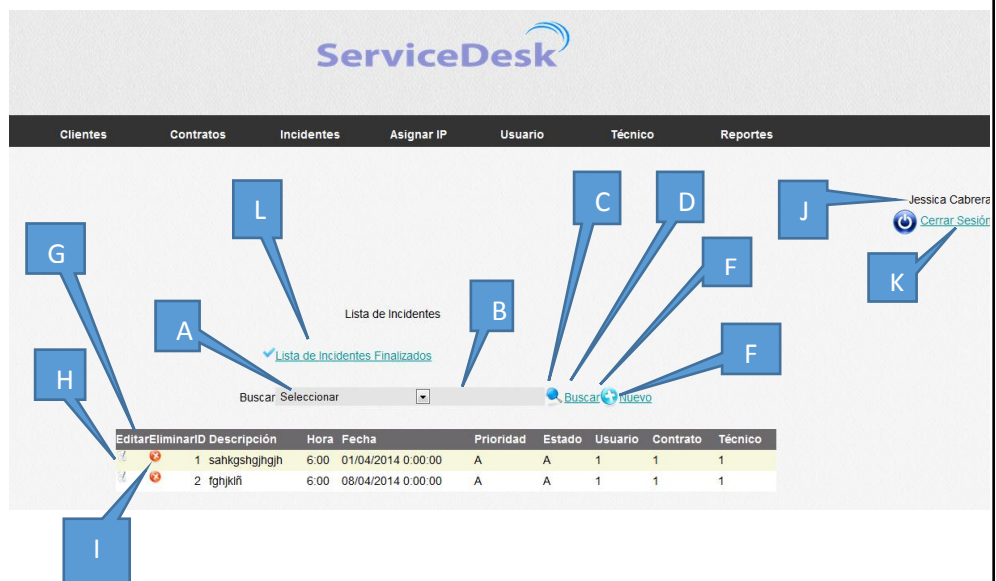 ServiceDesk
Clientes Contratos Incidentes Asignar IP Usuario Técnico Reportes
L C D J Jessica Cabrera
Cerrar Sesión
G F K
Lista de Incidentes
A B
Lista de Incidentes Finalizados
H F
Buscar Seleccionar Buscar Nuevo
Editar Eliminar ID Descripción Hora Fecha Prioridad Estado Usuario Contrato Técnico
1 sahkgshgjhgjh 6:00 01/04/2014 0:00:00 A A 1 1 1
2 fghjklñ 6:00 08/04/2014 0:00:00 A A 1 1 1
I